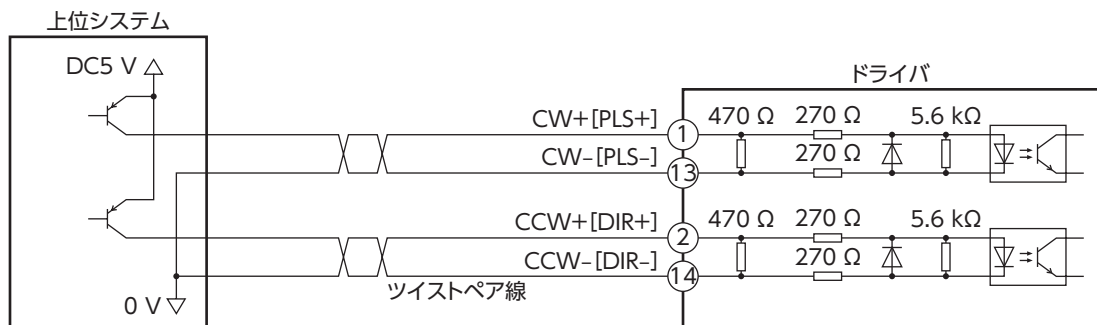 上位システム
DC5 V
ドライバ
CW+[PLS+]
1
470 Ω
270 Ω
5.6 kΩ
CW-[PLS-]
13
270 Ω
CCW+[DIR+]
2
470 Ω
270 Ω
5.6 kΩ
CCW-[DIR-]
14
270 Ω
ツイストペア線
0 V